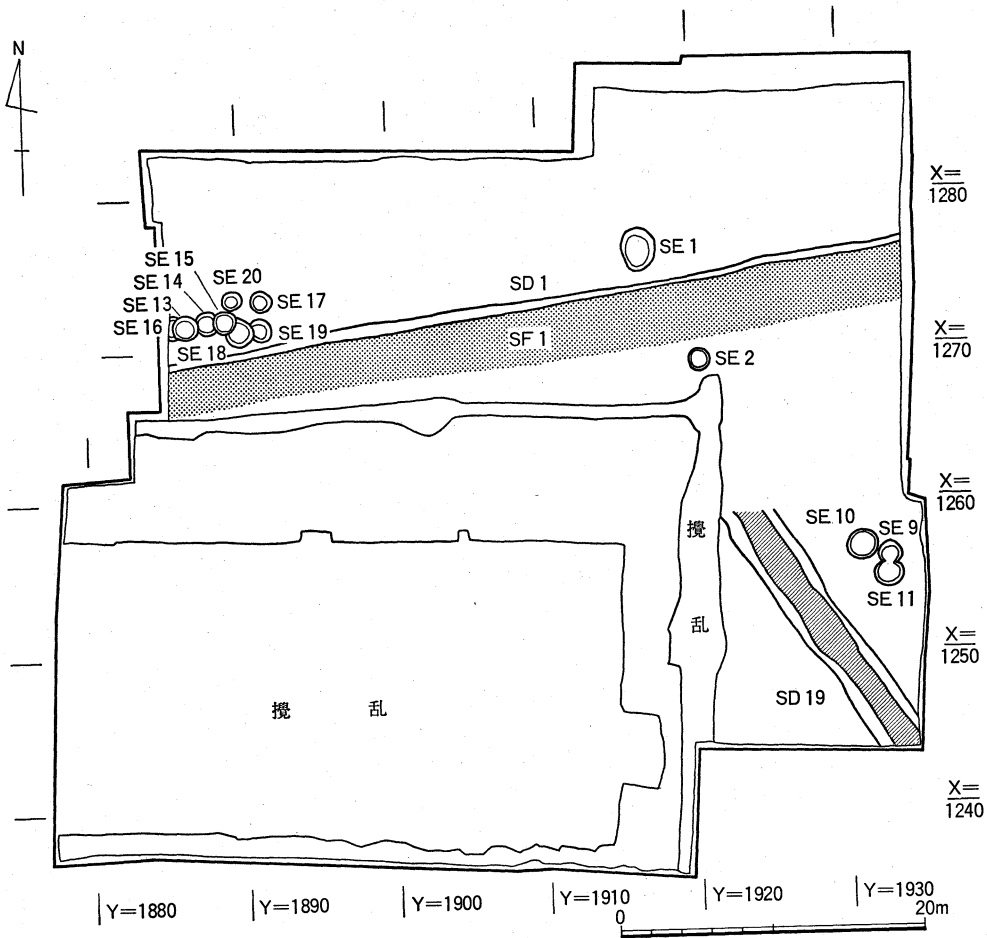 N
X=
1280
SE 1
SE 15
SE 14
SE 20
SE 13
SE 17
SD 1
SE 16
SE 19
SE 18
SF 1
X=
1270
SE 2
X=
1260
SE 10
SE 9
攪
SE 11
乱
X=
1250
SD 19
攪 乱
X=
1240
Y=1880
Y=1890
Y=1900
Y=1910
Y=1920
Y=1930
0
20m